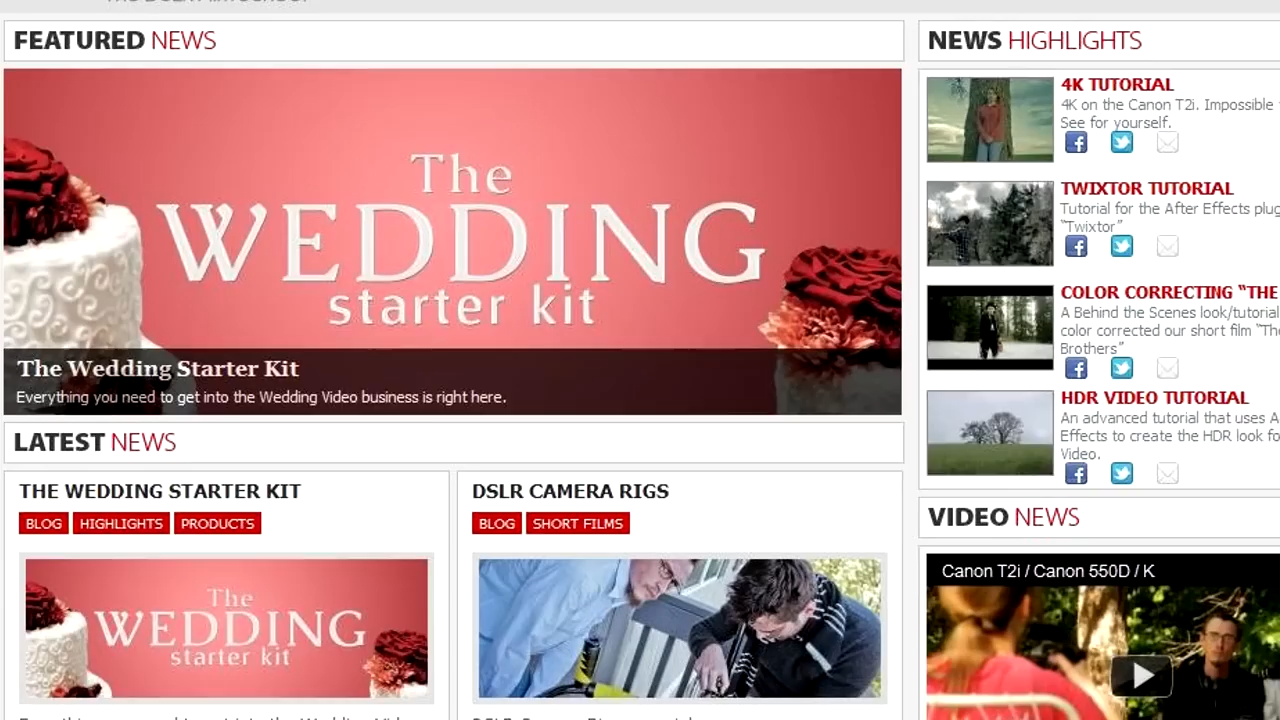 FEATURED NEWS
The
WEDDING
starter kit
The Wedding Starter Kit
Everything you need to get into the Wedding Video business is right here.
LATEST NEWS
THE WEDDING STARTER KIT
BLOG HIGHLIGHTS PRODUCTS
The
WEDDING
starter kit
DSLR CAMERA RIGS
BLOG SHORT FILMS
NEWS HIGHLIGHTS
4K TUTORIAL
4K on the Canon T2i. Impossible
See for yourself.
TWIXTOR TUTORIAL
Tutorial for the After Effects plug
"Twixtor"
COLOR CORRECTING "THE
A Behind the Scenes look/tutorial
color corrected our short film "The
Brothers"
HDR VIDEO TUTORIAL
An advanced tutorial that uses A
Effects to create the HDR look fo
Video.
VIDEO NEWS
Canon T2i / Canon 550D / K